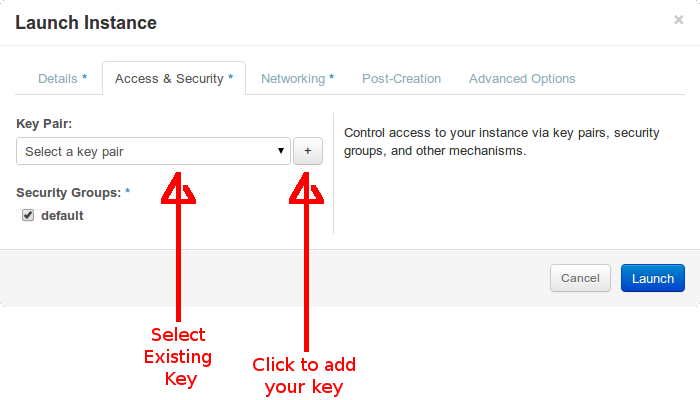 Launch Instance ×
Details * Access & Security * Networking * Post-Creation Advanced Options
Key Pair:
Select a key pair +
Control access to your instance via key pairs, security
groups, and other mechanisms.
Security Groups: *
default
Cancel Launch
Select
Existing
Key
Click to add
your key